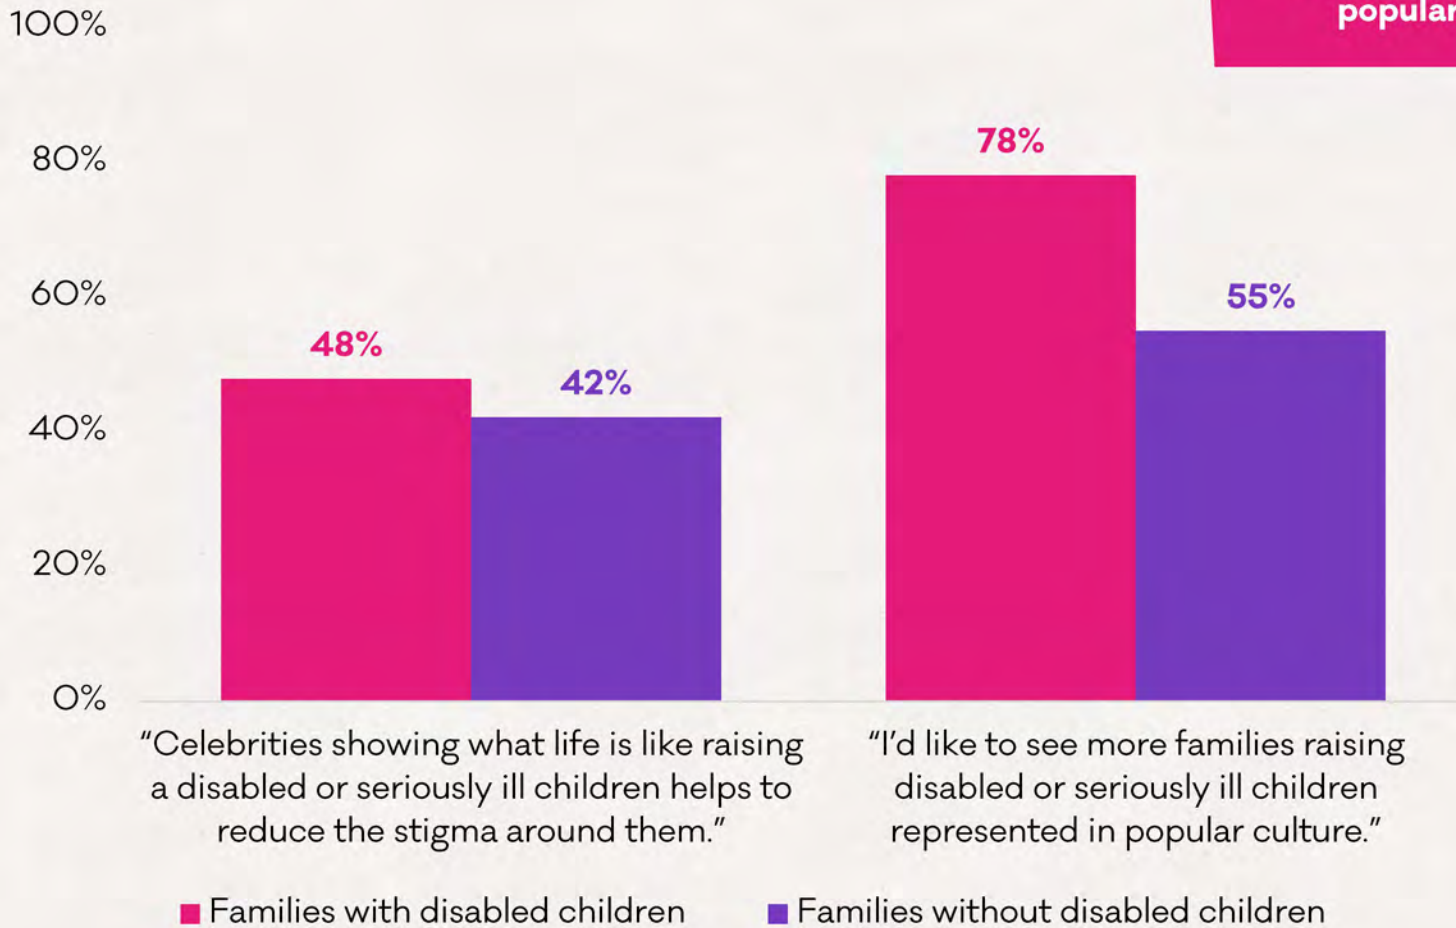 popular
100%
80%
60%
40%
20%
0%
48%
42%
78%
55%
“Celebrities showing what life is like raising
a disabled or seriously ill children helps to
reduce the stigma around them.”
“I’d like to see more families raising
disabled or seriously ill children
represented in popular culture.”
Families with disabled children
Families without disabled children